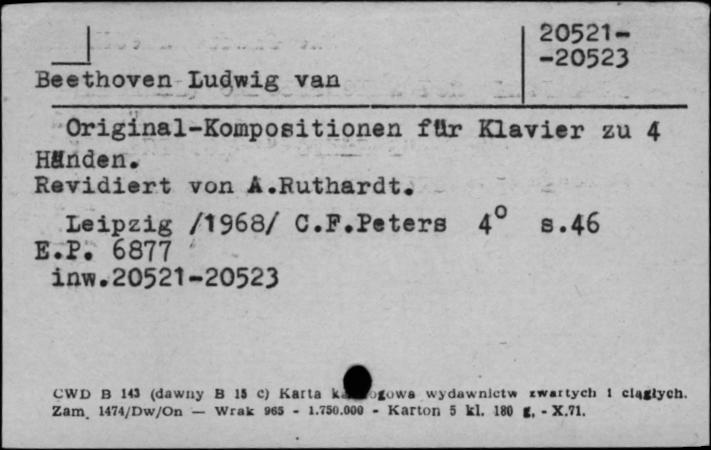 20521-
-20523
Beethoven Ludwig van
Original-Kompositionen für Klavier zu 4
Händen.
Revidiert von A.Ruthardt.
Leipzig /1968/ C.F.Peters 4° s.46
E.P. 6877
inw.20521-20523
CWD B 143 (dawny B 15 c) Karta wydawnictw zwartych i ciągłych.
Zam. 1474/Dw/On — Wrak 965 - 1.750.000 - Karton 5 kl. 180 g. - X.71.